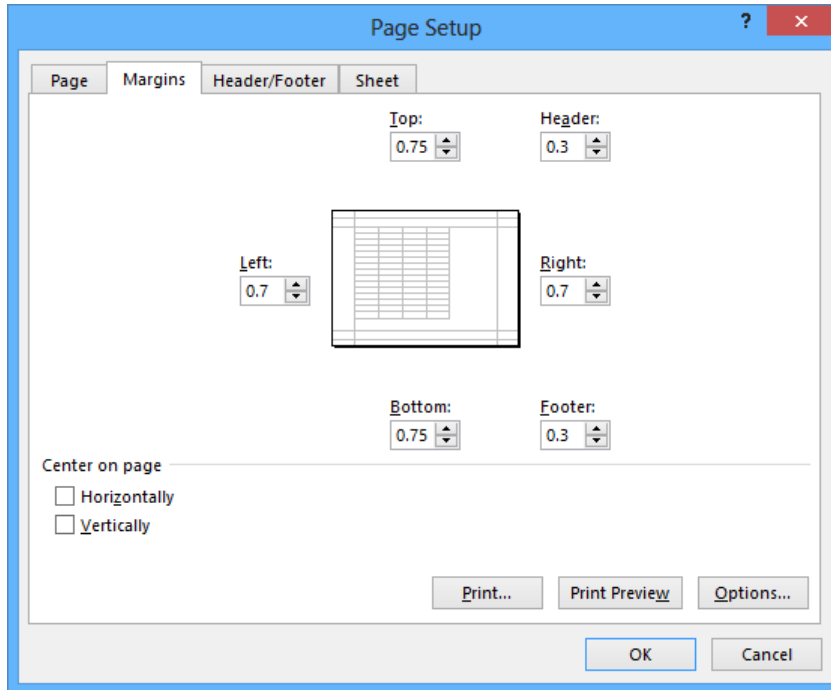 Page Setup
?
Page Margins Header/Footer Sheet
Top: Header:
0.75 0.3
Left: Right:
0.7 0.7
Bottom: Footer:
0.75 0.3
Center on page
Horizontally
Vertically
Print... Print Preview Options...
OK Cancel